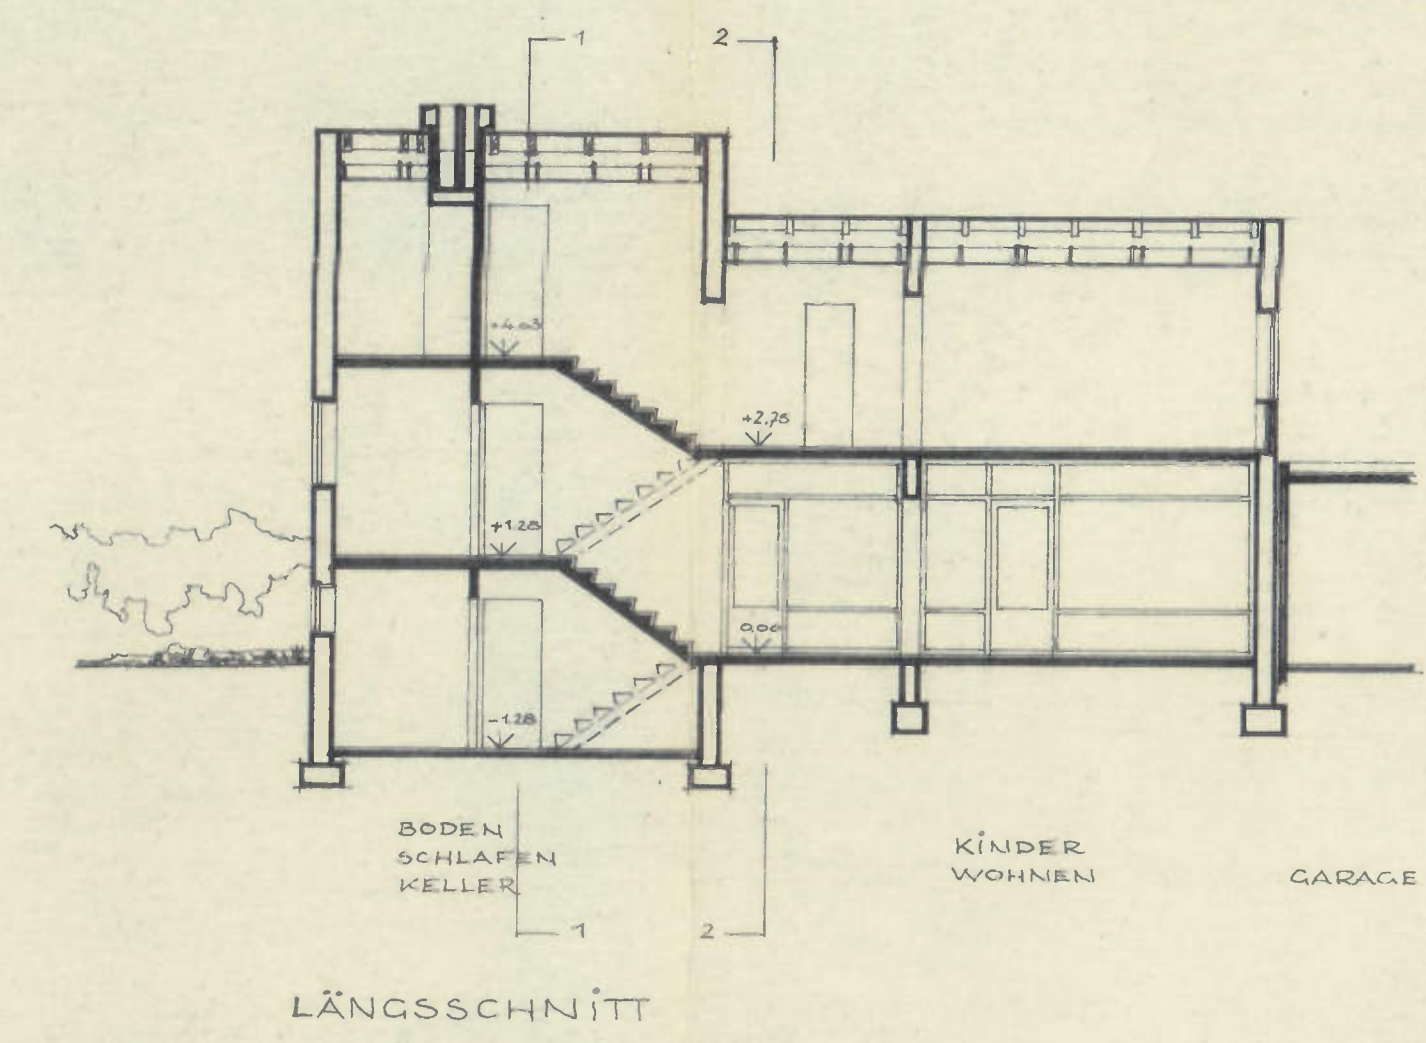 1 2
+4.03
+2,75
+1.28
0.00
-1.28
BODEN
SCHLAFEN
KELLER
KINDER
WOHNEN
GARAGE
1 2
LÄNGSSCHNITT